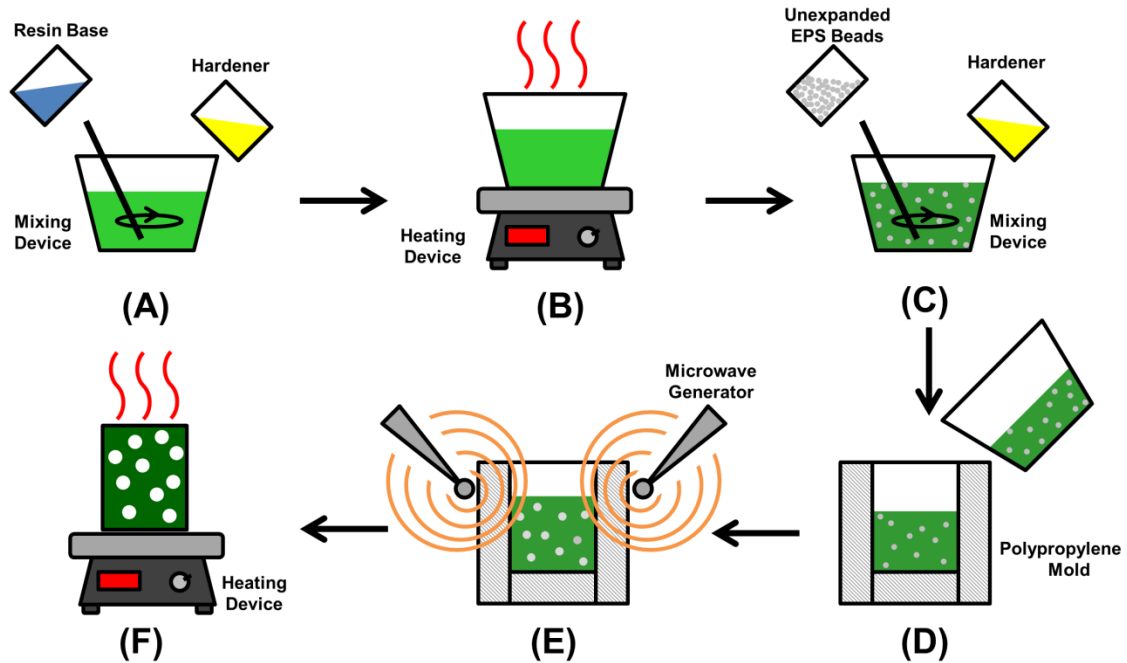 Resin Base
Hardener
Mixing
Device
(A)
Heating
Device
(B)
Unexpanded
EPS Beads
Hardener
Mixing
Device
(C)
Polypropylene
Mold
(D)
Microwave
Generator
(E)
Heating
Device
(F)